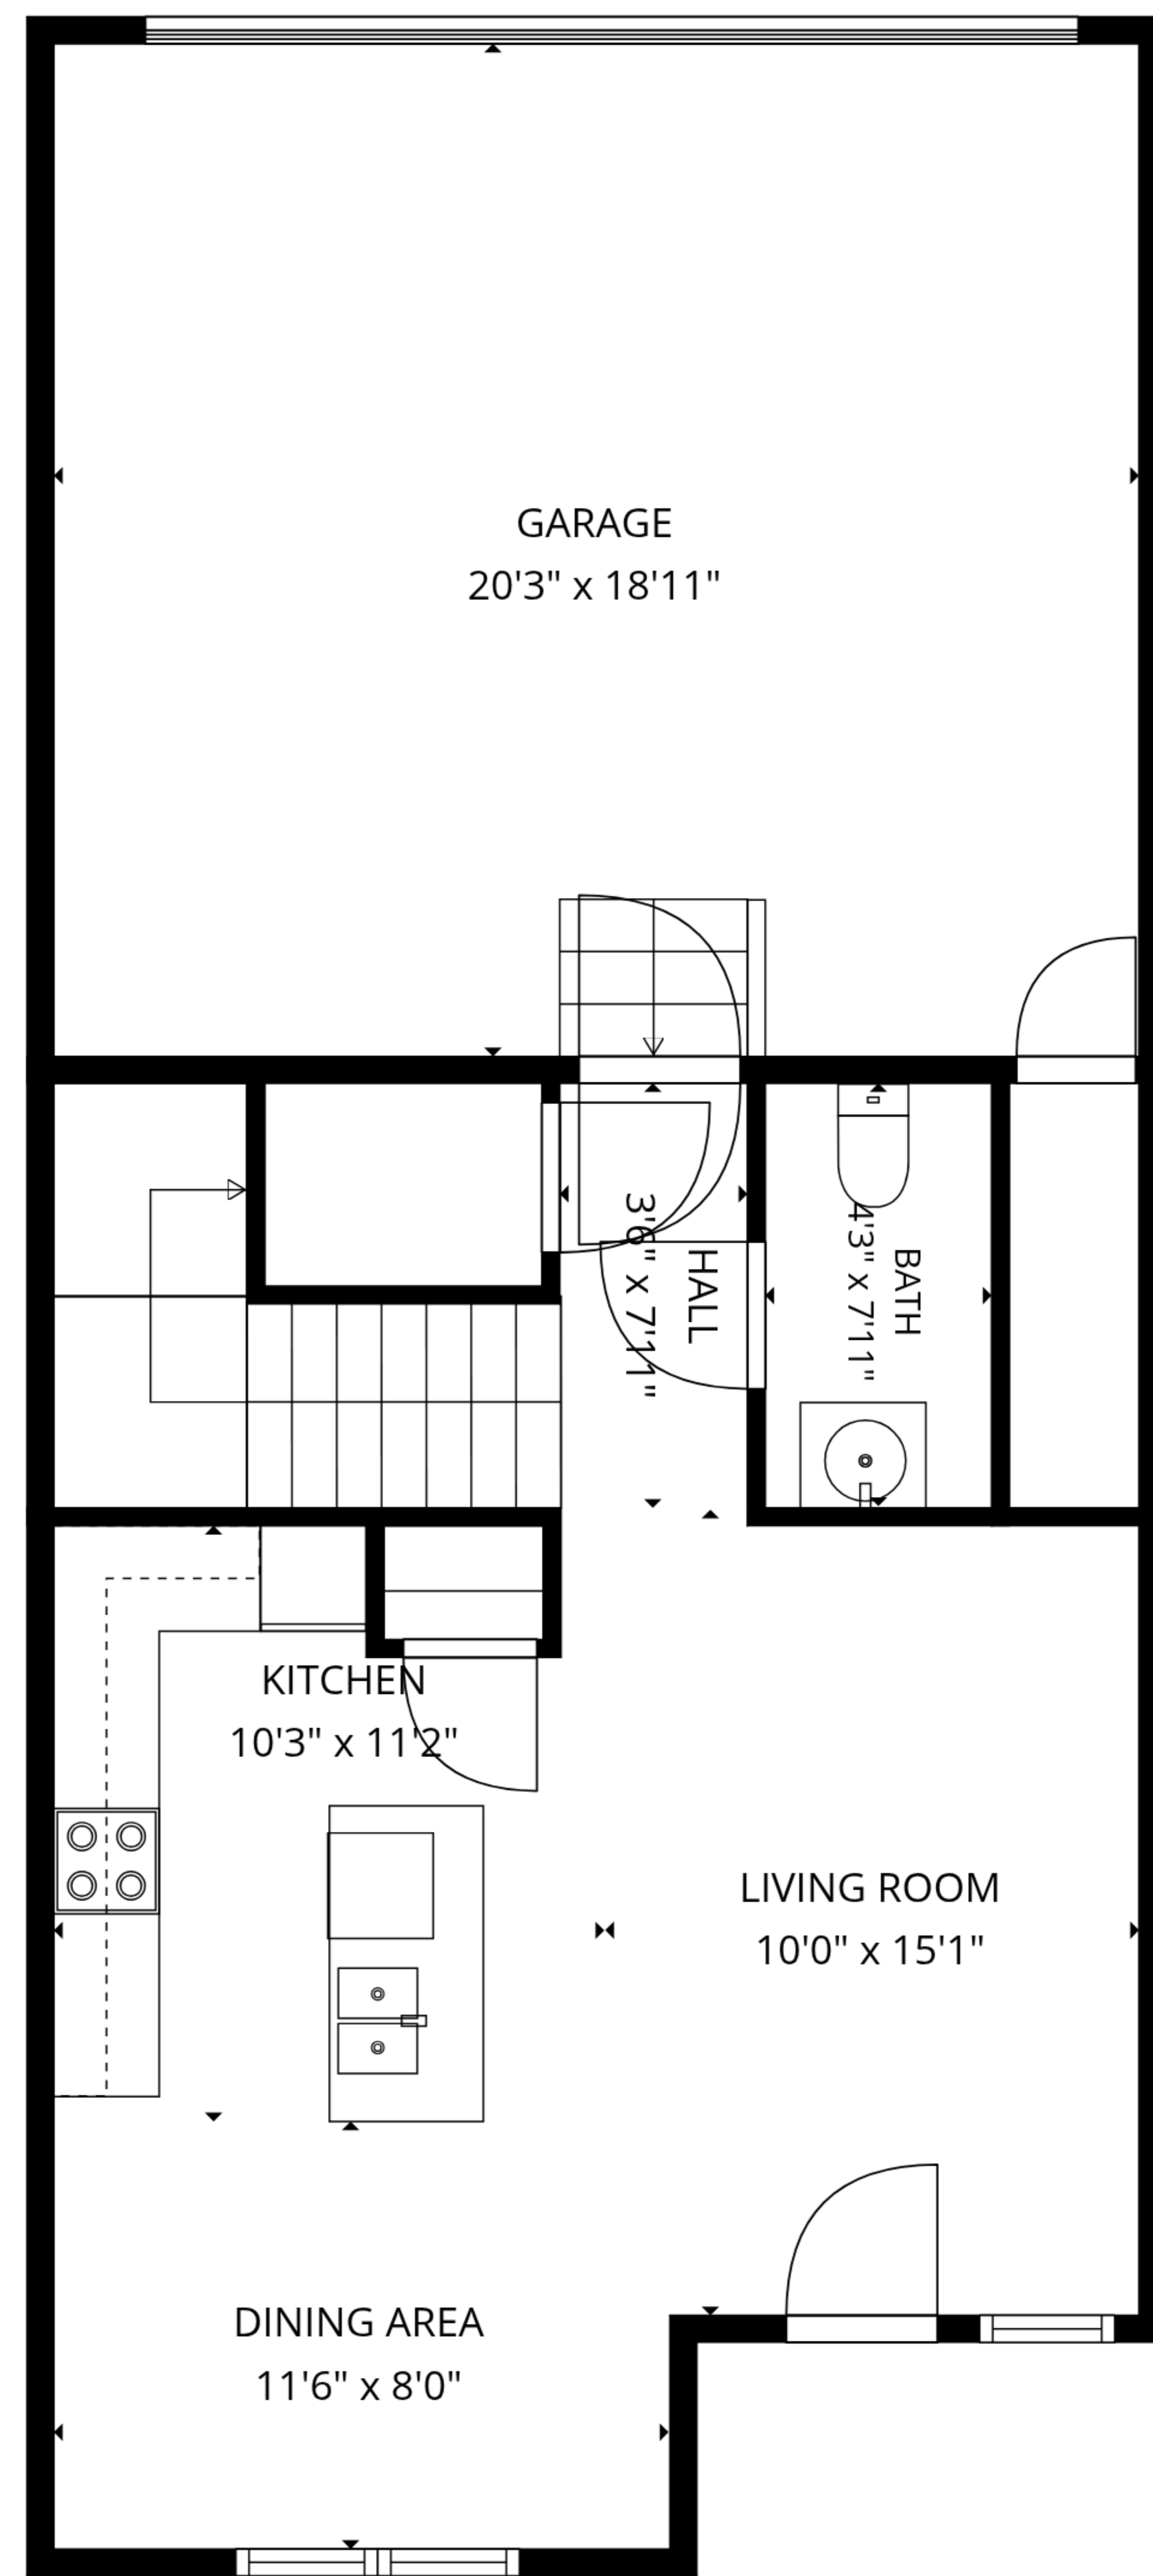 GARAGE
20'3" x 18'11"
HALL
3'6" x 7'11"
BATH
4'3" x 7'11"
KITCHEN
10'3" x 11'2"
LIVING ROOM
10'0" x 15'1"
DINING AREA
11'6" x 8'0"